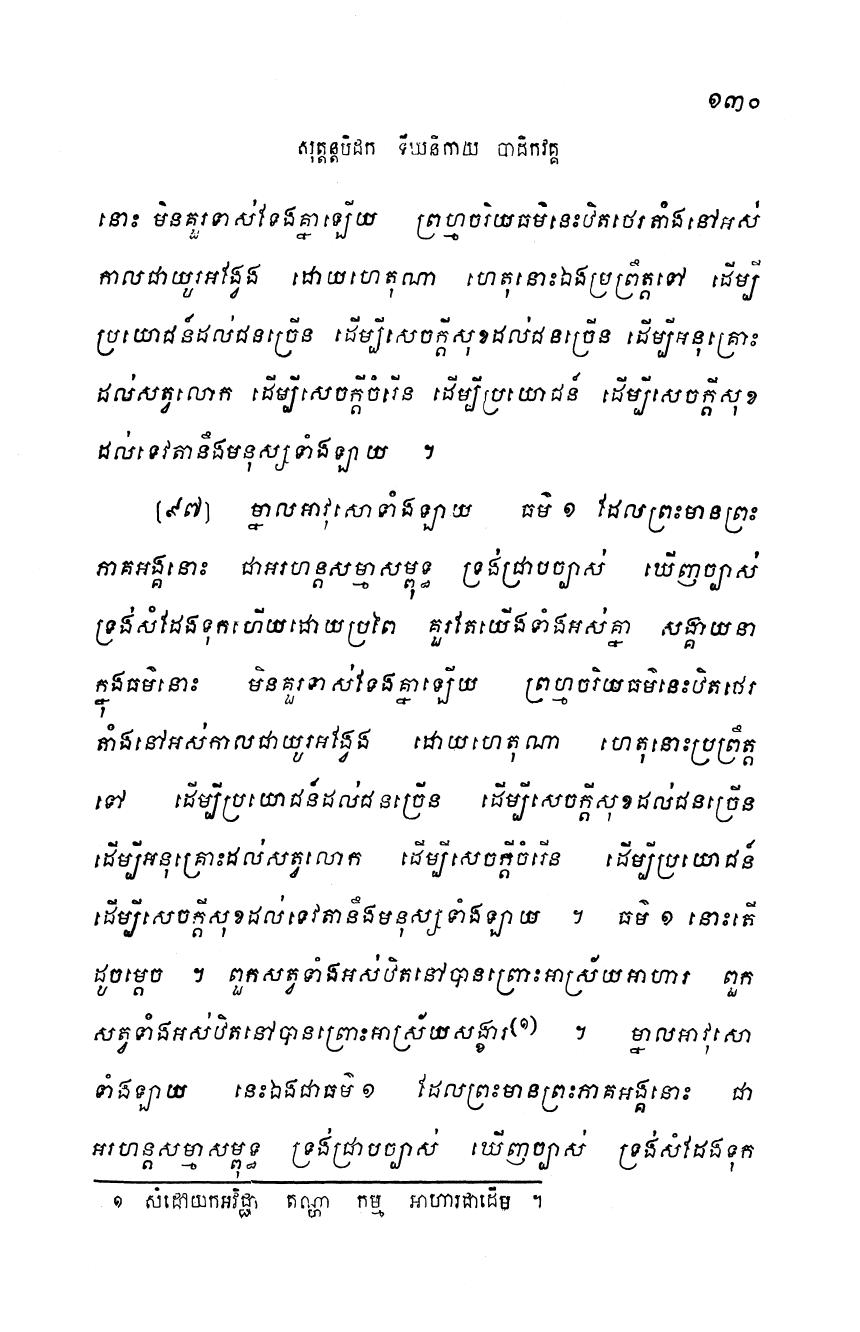 ១៣០
សុត្តន្តបិដក ទីឃនិកាយ បាដិកវគ្គ
នោះ មិនគួរទាស់ទែងគ្នាឡើយ ព្រហ្មចរិយធម៌នេះឋិតថេរតាំងនៅអស់
កាលជាយូរអង្វែង ដោយហេតុណា ហេតុនោះឯងប្រព្រឹត្តទៅ ដើម្បី
ប្រយោជន៍ដល់ជនច្រើន ដើម្បីសេចក្តីសុខដល់ជនច្រើន ដើម្បីអនុគ្រោះ
ដល់សត្វលោក ដើម្បីសេចក្តីចំរើន ដើម្បីប្រយោជន៍ ដើម្បីសេចក្តីសុខ
ដល់ទេវតានឹងមនុស្សទាំងឡាយ ។
[៩៧] ម្នាលអាវុសោទាំងឡាយ ធម៌ ១ ដែលព្រះមានព្រះ
ភាគអង្គនោះ ជាអរហន្តសម្មាសម្ពុទ្ធ ទ្រង់ជ្រាបច្បាស់ ឃើញច្បាស់
ទ្រង់សំដែងទុកហើយដោយប្រពៃ គួរតែយើងទាំងអស់គ្នា សង្គាយនា
ក្នុងធម៌នោះ មិនគួរទាស់ទែងគ្នាឡើយ ព្រហ្មចរិយធម៌នេះឋិតថេរ
តាំងនៅអស់កាលជាយូរអង្វែង ដោយហេតុណា ហេតុនោះប្រព្រឹត្ត
ទៅ ដើម្បីប្រយោជន៍ដល់ជនច្រើន ដើម្បីសេចក្តីសុខដល់ជនច្រើន
ដើម្បីអនុគ្រោះដល់សត្វលោក ដើម្បីសេចក្តីចំរើន ដើម្បីប្រយោជន៍
ដើម្បីសេចក្តីសុខដល់ទេវតានឹងមនុស្សទាំងឡាយ ។ ធម៌ ១ នោះតើ
ដូចម្តេច ។ ពួកសត្វទាំងអស់ឋិតនៅបានព្រោះអាស្រ័យអាហារ ពួក
សត្វទាំងអស់ឋិតនៅបានព្រោះអាស្រ័យសង្ខារ(១) ។ ម្នាលអាវុសោ
ទាំងឡាយ នេះឯងជាធម៌ ១ ដែលព្រះមានព្រះភាគអង្គនោះ ជា
អរហន្តសម្មាសម្ពុទ្ធ ទ្រង់ជ្រាបច្បាស់ ឃើញច្បាស់ ទ្រង់សំដែងទុក
១ សំដៅយកអវិជ្ជា តណ្ហា កម្ម អាហារជាដើម ។